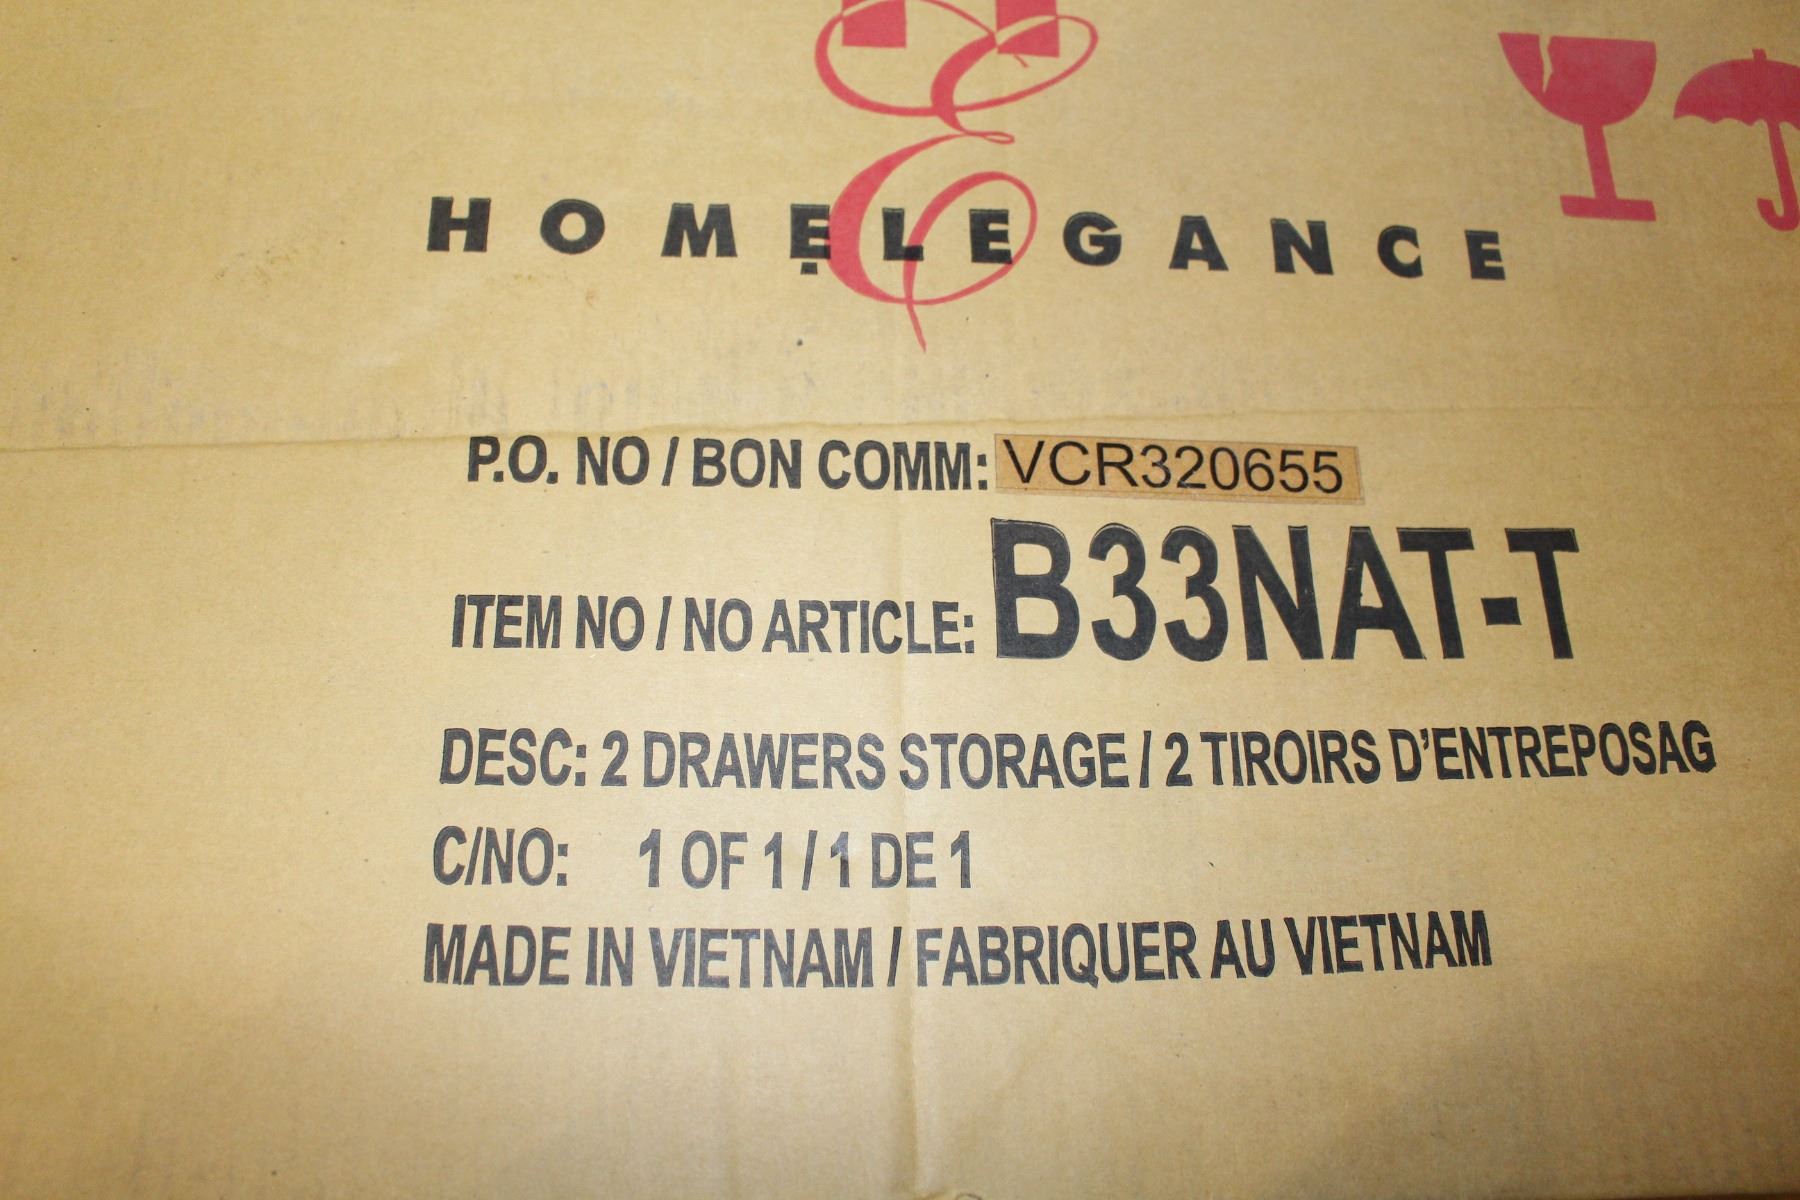 HOMELEGANCE
P.O. NO / BON COMM: VCR320655
ITEM NO / NO ARTICLE: B33NAT-T
DESC: 2 DRAWERS STORAGE / 2 TIROIRS D'ENTREPOSAG
C/NO: 1 OF 1 / 1 DE 1
MADE IN VIETNAM / FABRIQUER AU VIETNAM